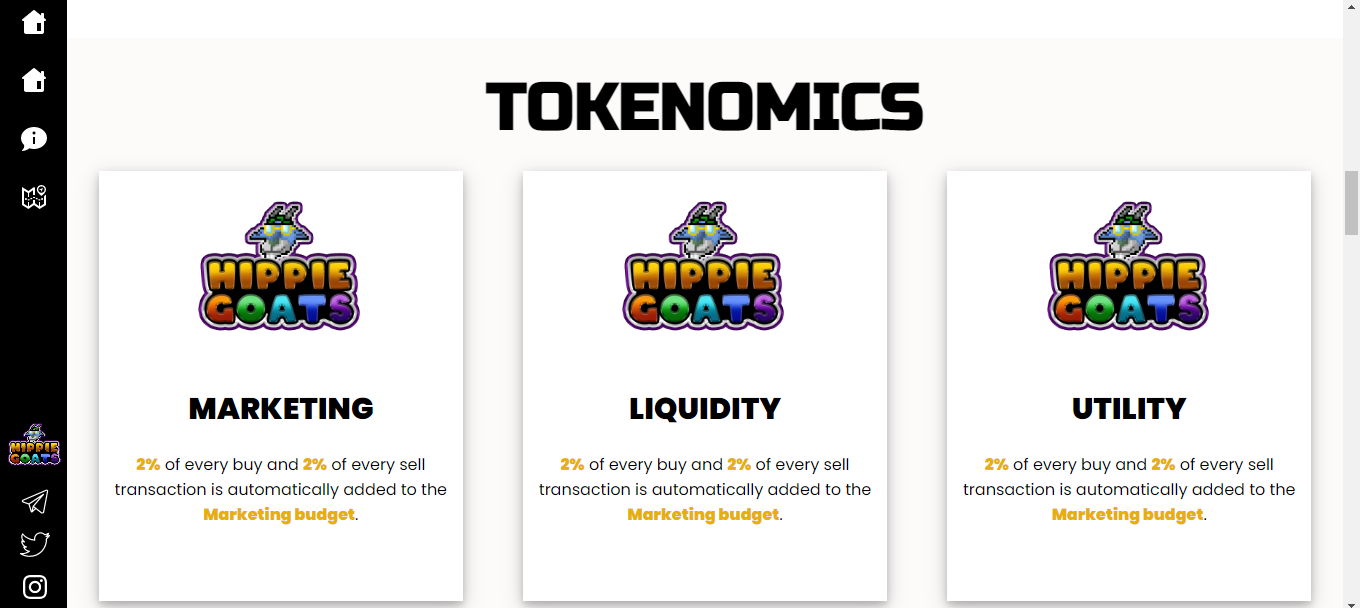 TOKENOMICS
HIPPIE
GOATS
MARKETING
2% of every buy and 2% of every sell
transaction is automatically added to the
Marketing budget.
HIPPIE
GOATS
LIQUIDITY
2% of every buy and 2% of every sell
transaction is automatically added to the
Marketing budget.
HIPPIE
GOATS
UTILITY
2% of every buy and 2% of every sell
transaction is automatically added to the
Marketing budget.
HIPPIE
GOATS